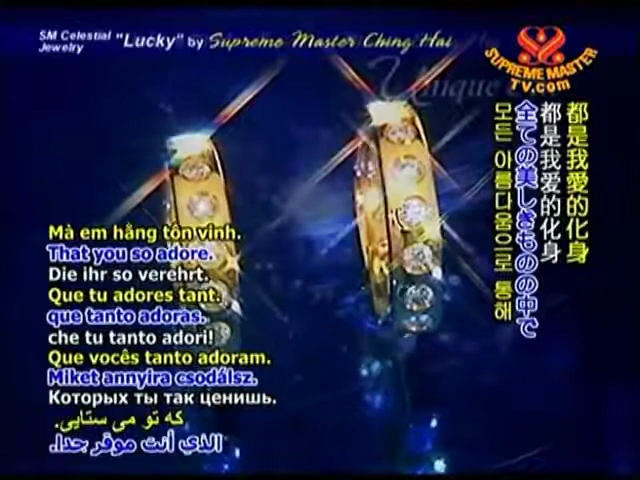 SM Celestial Jewelry "Lucky" by Supreme Master Ching Hai
Unique
SUPREME MASTER
TV.com
都是我愛的化身
都是我爱的化身
全ての美しきものの中で
모든 아름다움으로 통해
Mà em hằng tôn vinh.
That you so adore.
Die ihr so verehrt.
Que tu adores tant.
que tanto adoras.
che tu tanto adori!
Que vocês tanto adoram.
Miket annyira csodálsz.
Которых ты так ценишь.
که تو می ستایی.
الذي أنت موقر جدا.